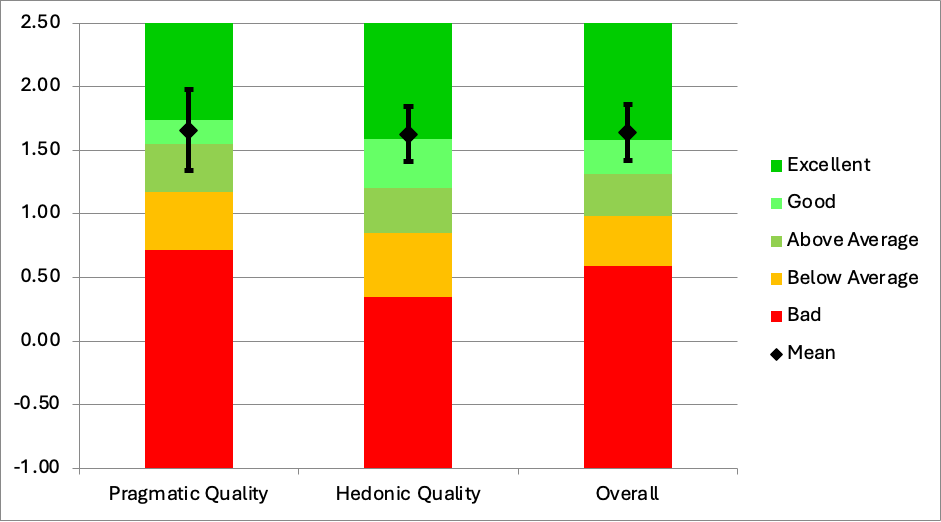 2.50
2.00
1.50
1.00
0.50
0.00
-0.50
-1.00
Pragmatic Quality
Hedonic Quality
Overall
Excellent
Good
Above Average
Below Average
Bad
Mean